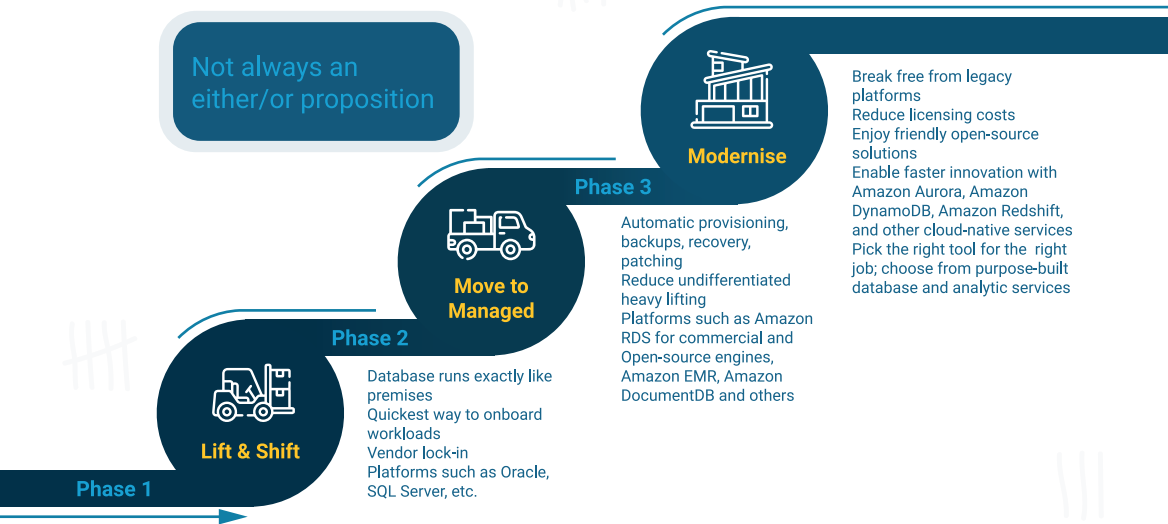 Not always an
either/or proposition
Phase 1
Lift & Shift
Database runs exactly like
premises
Quickest way to onboard
workloads
Vendor lock-in
Platforms such as Oracle,
SQL Server, etc.
Phase 2
Move to
Managed
Automatic provisioning,
backups, recovery,
patching
Reduce undifferentiated
heavy lifting
Platforms such as Amazon
RDS for commercial and
Open-source engines,
Amazon EMR, Amazon
DocumentDB and others
Phase 3
Modernise
Break free from legacy
platforms
Reduce licensing costs
Enjoy friendly open-source
solutions
Enable faster innovation with
Amazon Aurora, Amazon
DynamoDB, Amazon Redshift,
and other cloud-native services
Pick the right tool for the right
job; choose from purpose-built
database and analytic services